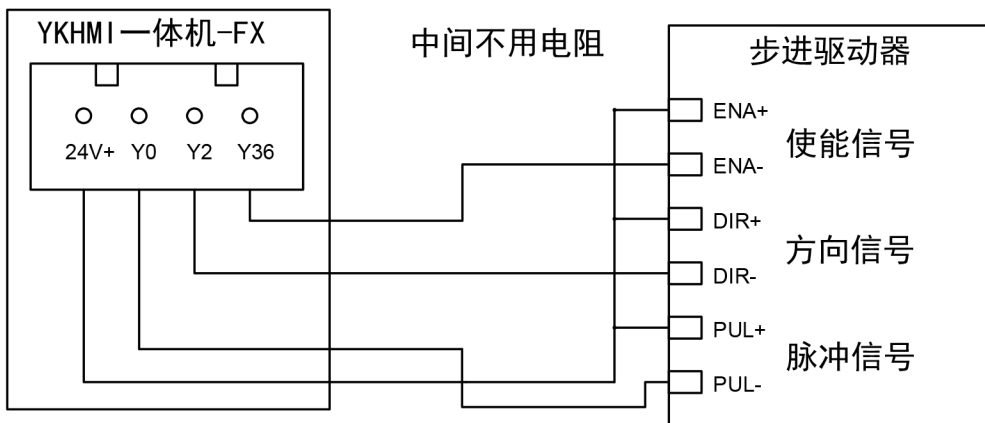 YKHMI一体机-FX
中间不用电阻
步进驱动器
24V+ Y0 Y2 Y36
ENA+
使能信号
ENA-
DIR+
方向信号
DIR-
PUL+
脉冲信号
PUL-